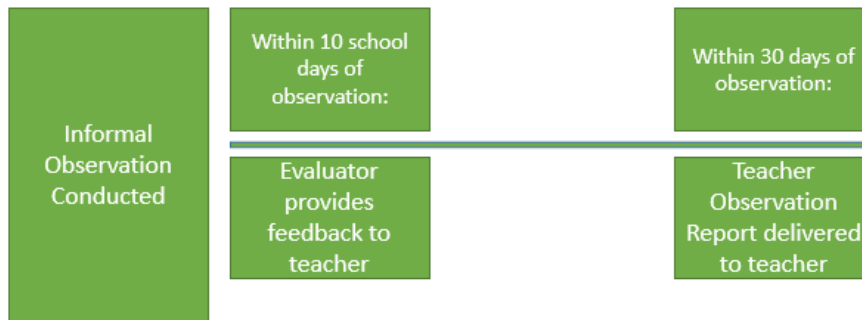 Informal
Observation
Conducted
Within 10 school
days of
observation:
Evaluator
provides
feedback to
teacher
Within 30 days of
observation:
Teacher
Observation
Report delivered
to teacher